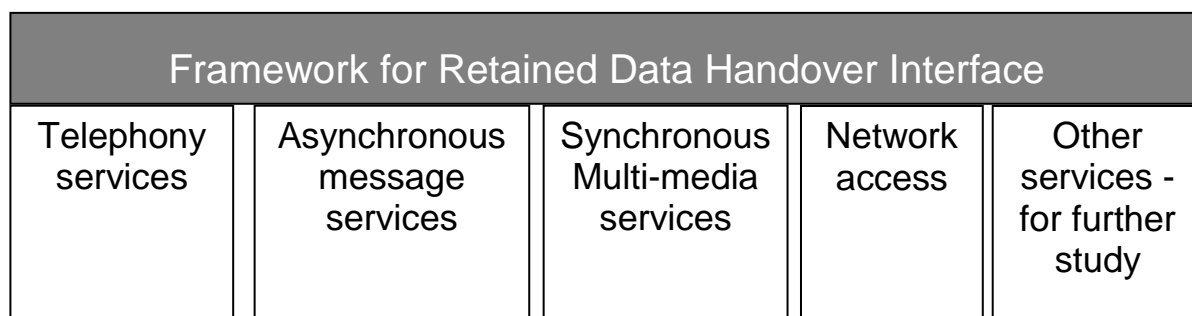 Framework for Retained Data Handover Interface
Telephony
services
Asynchronous
message
services
Synchronous
Multi-media
services
Network
access
Other
services -
for further
study